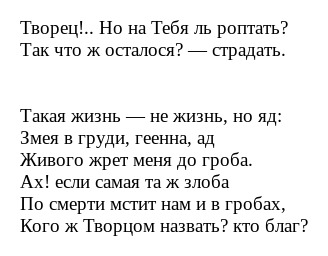 Творец!.. Но на Тебя ль роптать?
Так что ж осталося? — страдать.
Такая жизнь — не жизнь, но яд:
Змея в груди, геенна, ад
Живого жрет меня до гроба.
Ах! если самая та ж злоба
По смерти мстит нам и в гробах,
Кого ж Творцом назвать? кто благ?